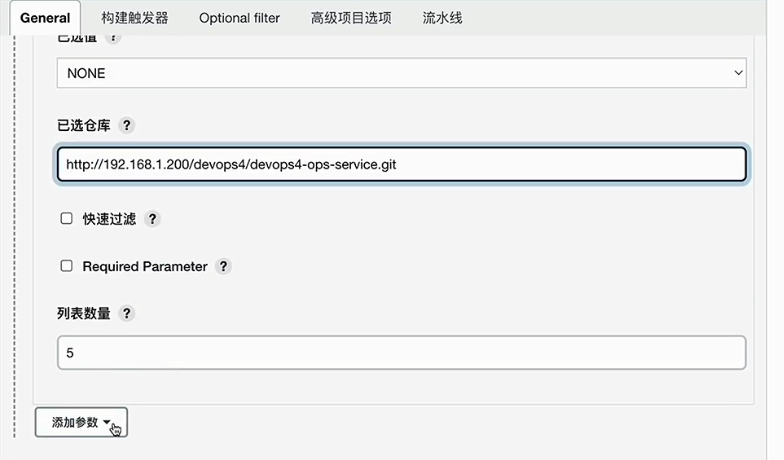 General 构建触发器 Optional filter 高级项目选项 流水线
已选值 ?
NONE
已选仓库 ?
http://192.168.1.200/devops4/devops4-ops-service.git
快速过滤 ?
Required Parameter ?
列表数量 ?
5
添加参数